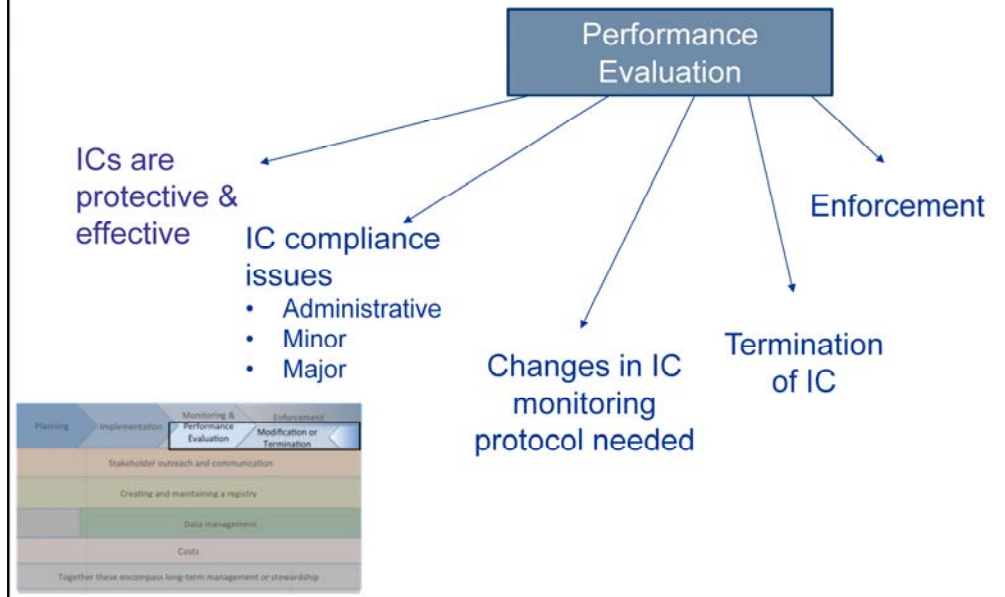 Performance
Evaluation
ICs are
protective &
effective
IC compliance
issues
• Administrative
• Minor
• Major
Changes in IC
monitoring
protocol needed
Termination
of IC
Enforcement
Planning
Implementation
Monitoring &
Performance
Evaluation
Enforcement
Modification or
Termination
Stakeholder outreach and communication
Creating and maintaining a registry
Data management
Costs
Together these encompass long-term management or stewardship